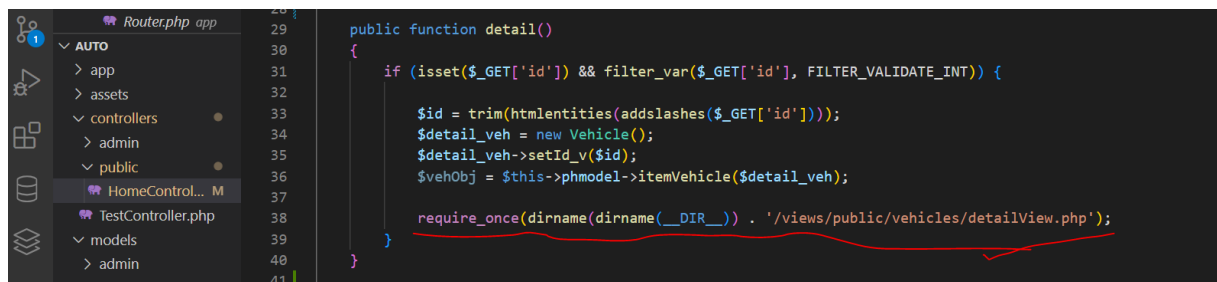 Router.php app
AUTO
app
assets
controllers
admin
public
HomeControl... M
TestController.php
models
admin
1
29 public function detail()
30 {
31 if (isset($_GET['id']) && filter_var($_GET['id'], FILTER_VALIDATE_INT)) {
32
33 $id = trim(htmlentities(addslashes($_GET['id'])));
34 $detail_veh = new Vehicle();
35 $detail_veh->setId_v($id);
36 $vehObj = $this->phmodel->itemVehicle($detail_veh);
37
38 require_once(dirname(dirname(__DIR__)) . '/views/public/vehicles/detailView.php');
39 }
40 }
41